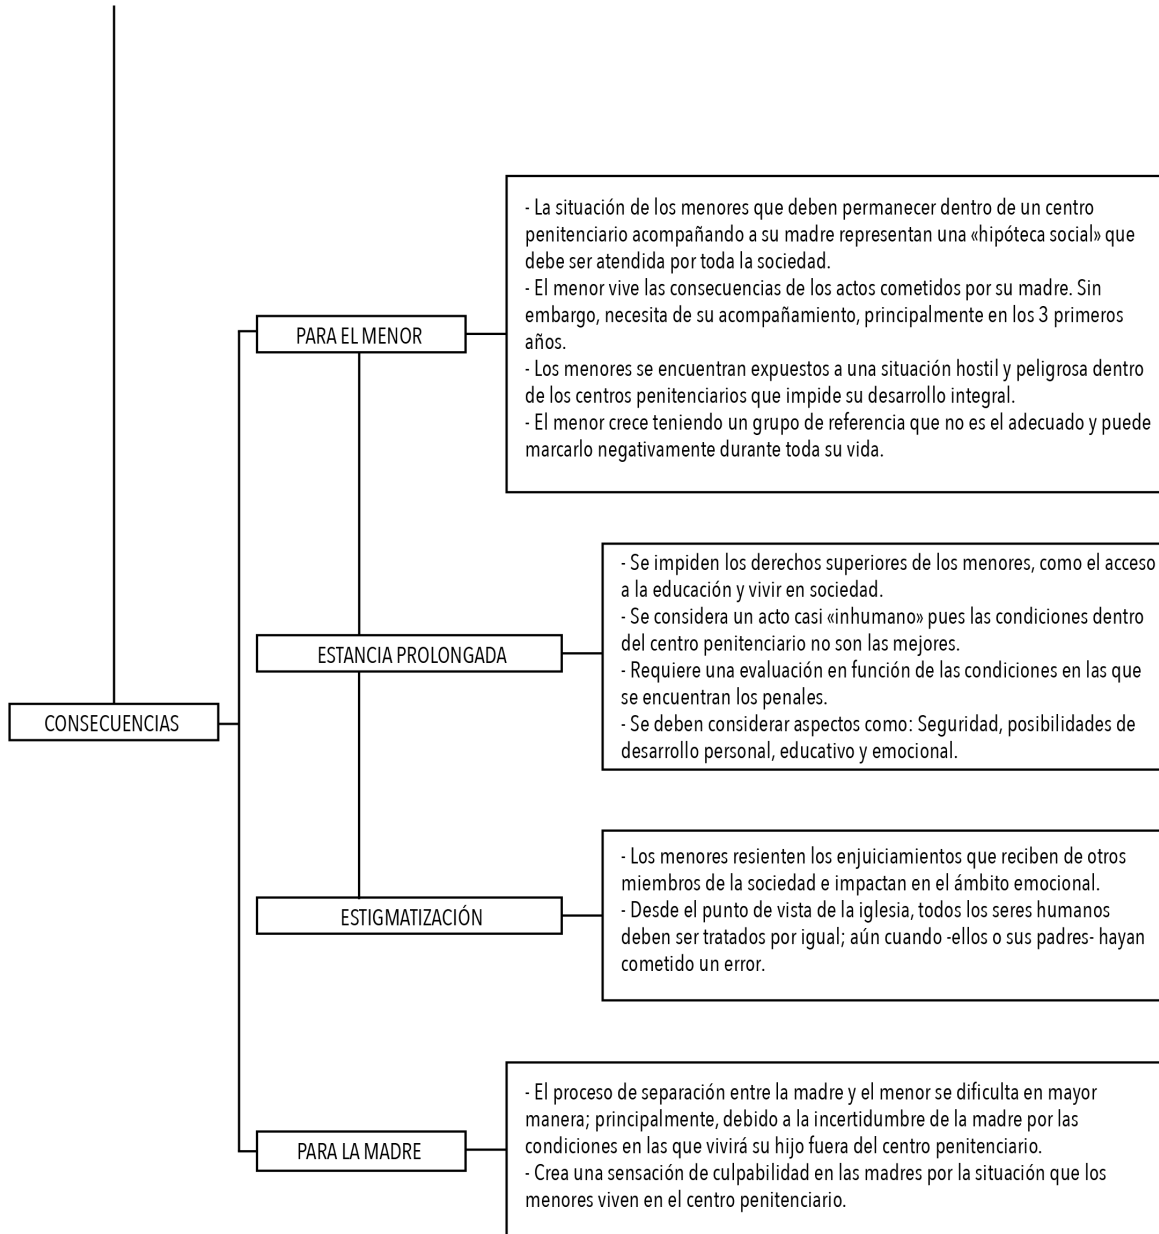 - La situación de los menores que deben permanecer dentro de un centro
penitenciario acompañando a su madre representan una «hipóteca social» que
debe ser atendida por toda la sociedad.
- El menor vive las consecuencias de los actos cometidos por su madre. Sin
embargo, necesita de su acompañamiento, principalmente en los 3 primeros
años.
- Los menores se encuentran expuestos a una situación hostil y peligrosa dentro
de los centros penitenciarios que impide su desarrollo integral.
- El menor crece teniendo un grupo de referencia que no es el adecuado y puede
marcarlo negativamente durante toda su vida.
PARA EL MENOR
- Se impiden los derechos superiores de los menores, como el acceso
a la educación y vivir en sociedad.
- Se considera un acto casi «inhumano» pues las condiciones dentro
del centro penitenciario no son las mejores.
- Requiere una evaluación en función de las condiciones en las que
se encuentran los penales.
- Se deben considerar aspectos como: Seguridad, posibilidades de
desarrollo personal, educativo y emocional.
ESTANCIA PROLONGADA
CONSECUENCIAS
- Los menores resienten los enjuiciamientos que reciben de otros
miembros de la sociedad e impactan en el ámbito emocional.
- Desde el punto de vista de la iglesia, todos los seres humanos
deben ser tratados por igual; aún cuando -ellos o sus padres- hayan
cometido un error.
ESTIGMATIZACIÓN
- El proceso de separación entre la madre y el menor se dificulta en mayor
manera; principalmente, debido a la incertidumbre de la madre por las
condiciones en las que vivirá su hijo fuera del centro penitenciario.
- Crea una sensación de culpabilidad en las madres por la situación que los
menores viven en el centro penitenciario.
PARA LA MADRE